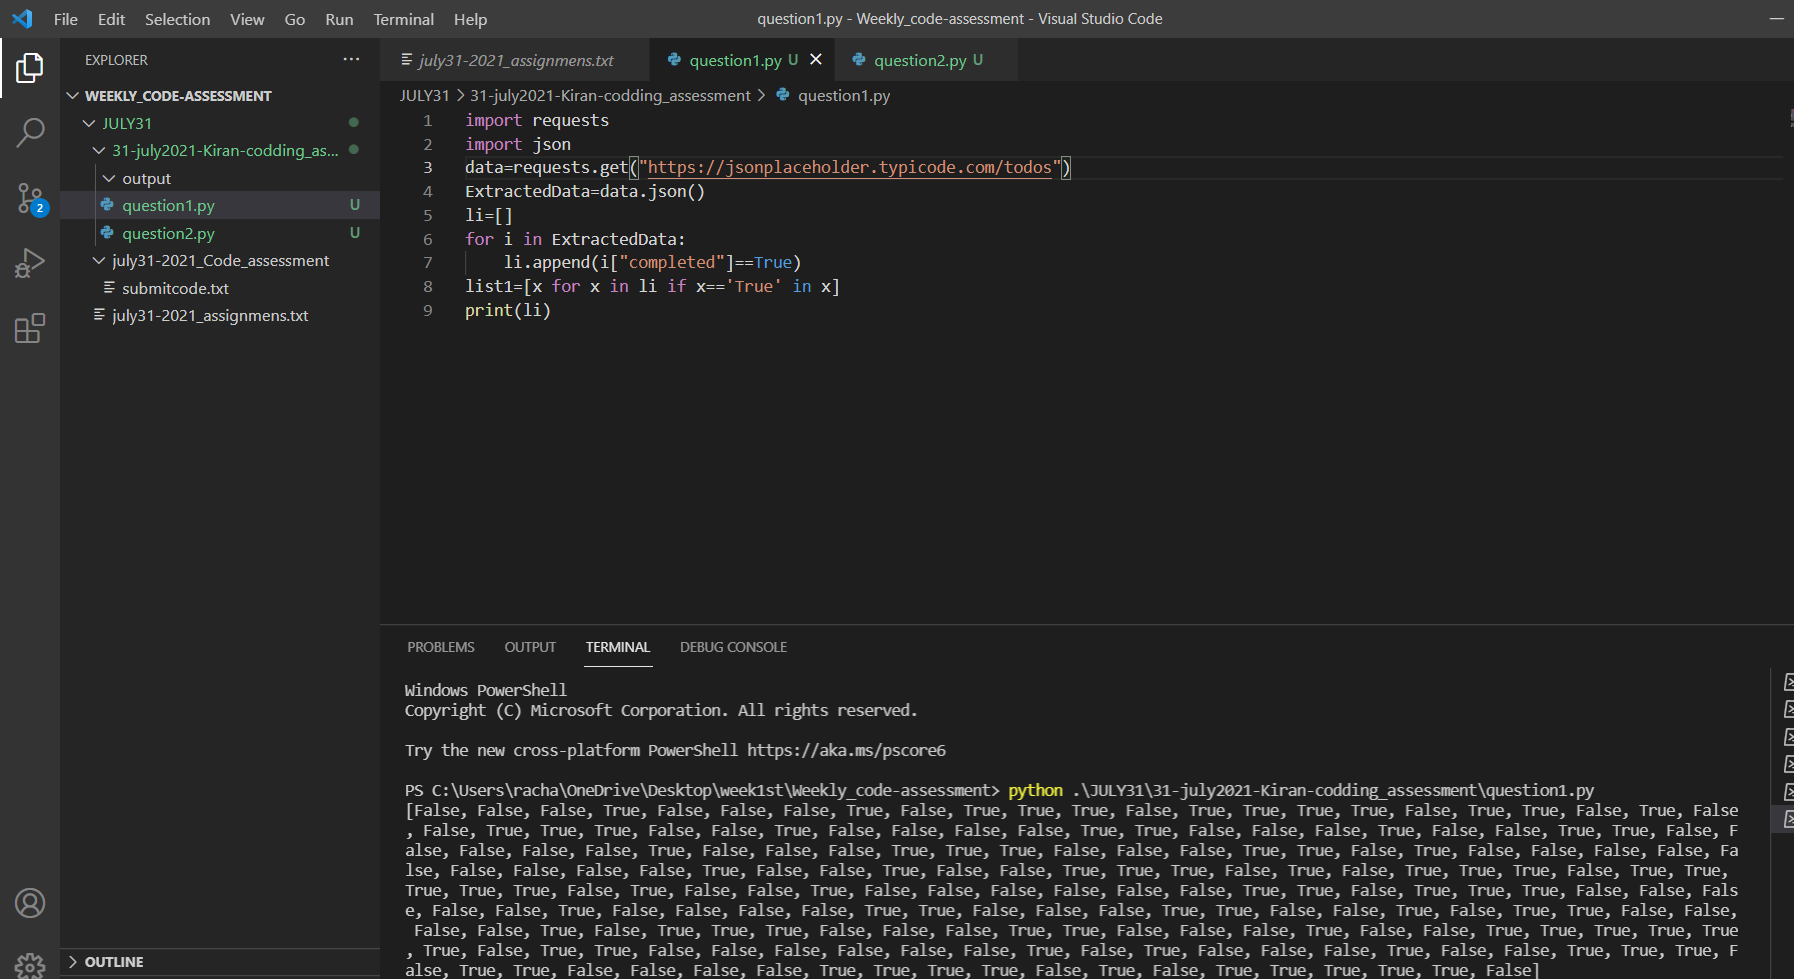 File Edit Selection View Go Run Terminal Help
question1.py - Weekly_code-assessment - Visual Studio Code
EXPLORER
WEEKLY_CODE-ASSESSMENT
JULY31
31-july2021-Kiran-codding_as...
output
question1.py U
question2.py U
july31-2021_Code_assessment
submitcode.txt
july31-2021_assignmens.txt
OUTLINE
2
july31-2021_assignmens.txt question1.py U question2.py U
JULY31 > 31-july2021-Kiran-codding_assessment > question1.py
1 import requests
2 import json
3 data=requests.get("https://jsonplaceholder.typicode.com/todos")
4 ExtractedData=data.json()
5 li=[]
6 for i in ExtractedData:
7 li.append(i["completed"]==True)
8 list1=[x for x in li if x=='True' in x]
9 print(li)
PROBLEMS OUTPUT TERMINAL DEBUG CONSOLE
Windows PowerShell
Copyright (C) Microsoft Corporation. All rights reserved.
Try the new cross-platform PowerShell https://aka.ms/pscore6
PS C:\Users\racha\OneDrive\Desktop\week1st\Weekly_code-assessment> python .\JULY31\31-july2021-Kiran-codding_assessment\question1.py
[False, False, False, True, False, False, False, True, False, True, True, True, False, True, True, True, True, False, True, True, False, True, False
, False, True, True, True, False, False, True, False, False, False, False, True, True, False, False, False, True, False, False, True, True, False, F
alse, False, False, False, True, False, False, False, True, True, True, False, False, False, True, True, False, True, False, False, False, False, Fa
lse, False, False, False, False, True, False, False, True, False, False, True, True, True, False, True, False, True, True, True, False, True, True,
True, True, True, False, True, False, False, True, False, False, False, False, False, False, True, True, False, True, True, True, False, False, Fals
e, False, False, True, False, False, False, False, True, True, False, False, False, True, True, False, False, True, False, True, True, False, False,
False, False, True, False, True, True, True, False, False, False, True, True, False, False, False, True, False, False, True, True, True, True, True
, True, False, True, True, False, False, False, False, False, False, True, False, True, False, False, False, True, False, False, True, True, True, F
alse, True, True, False, False, False, False, True, True, True, True, False, True, False, True, True, True, True, True, False]